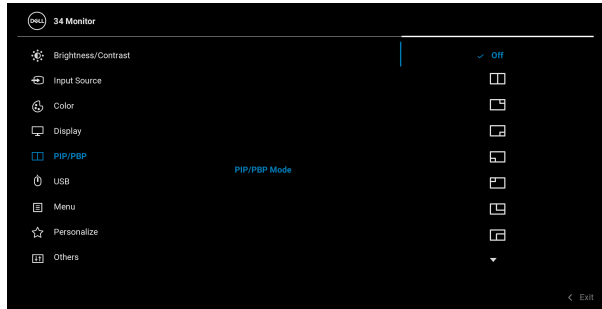 DELL
34 Monitor
Brightness/Contrast
Off
Input Source
Color
Display
PIP/PBP
PIP/PBP Mode
USB
Menu
Personalize
Others
Exit